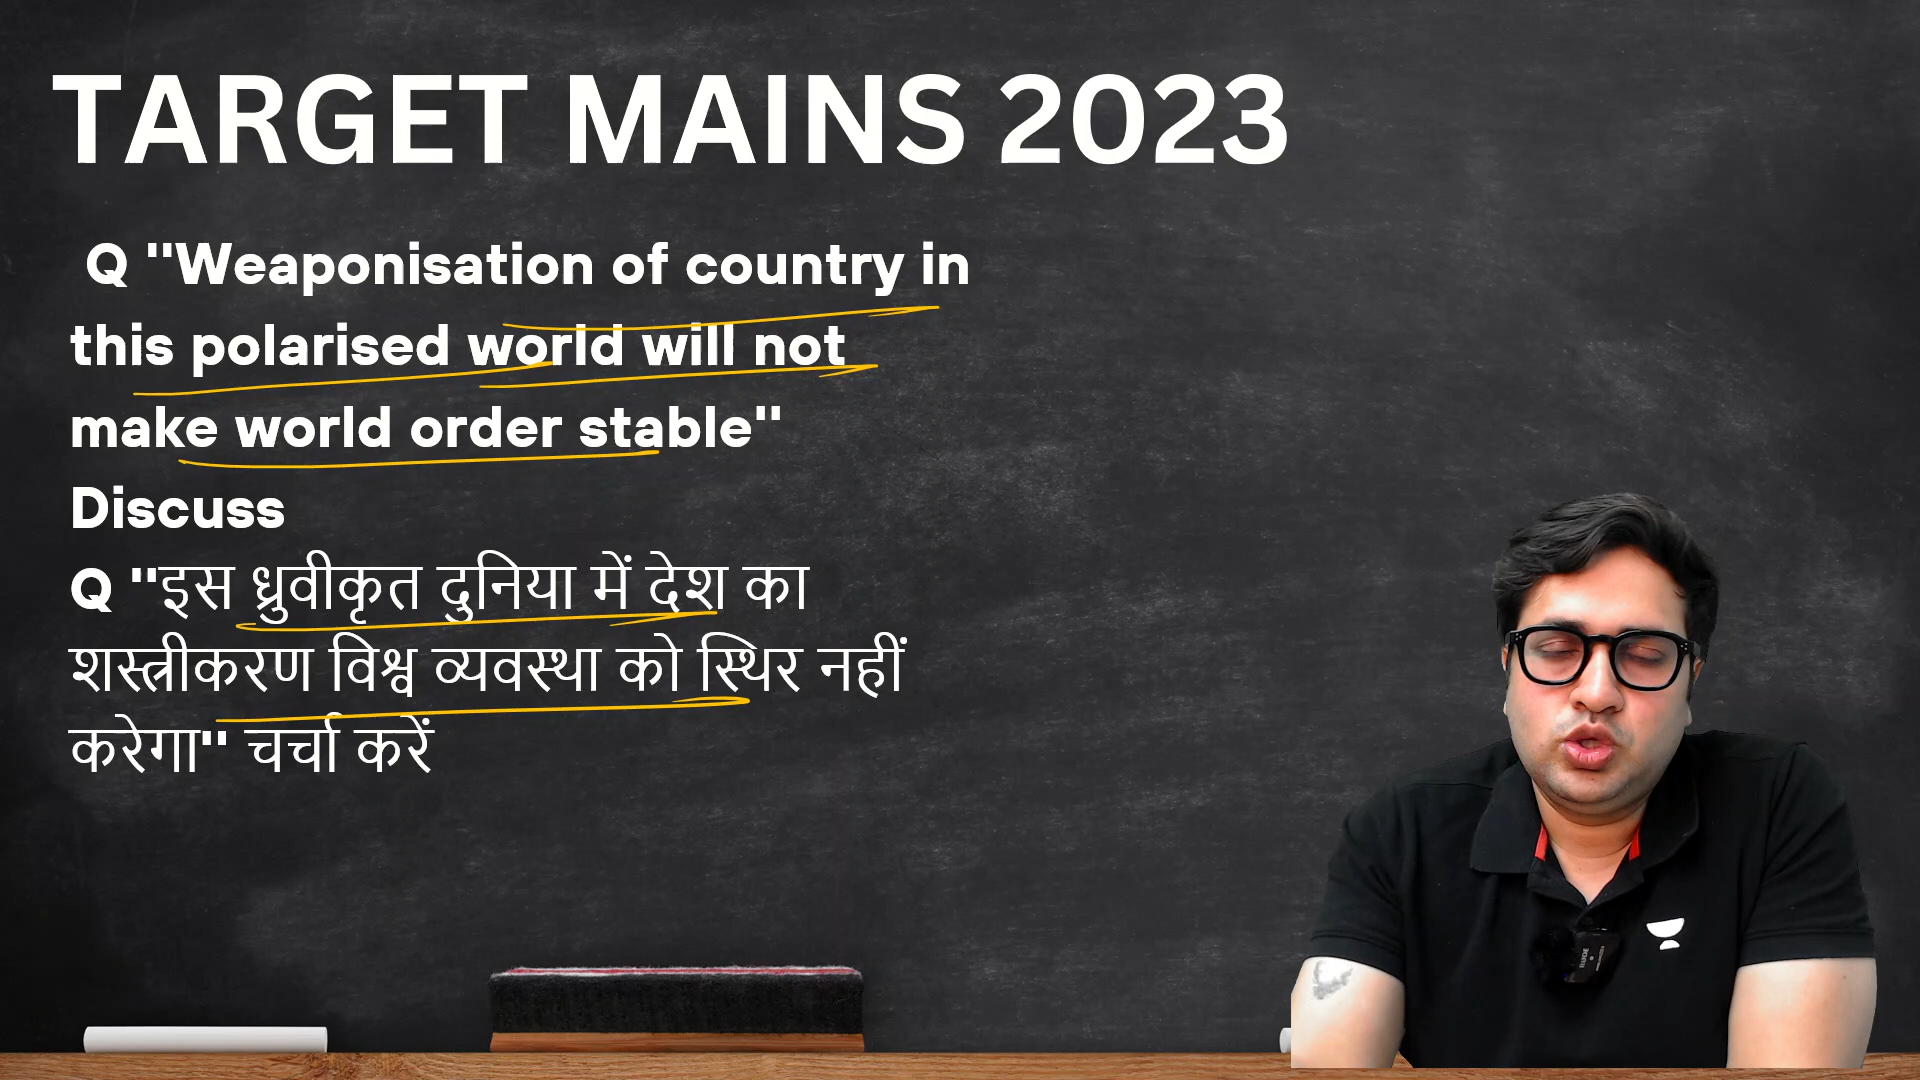 TARGET MAINS 2023
Q "Weaponisation of country in
this polarised world will not
make world order stable"
Discuss
Q "इस ध्रुवीकृत दुनिया में देश का
शस्त्रीकरण विश्व व्यवस्था को स्थिर नहीं
करेगा" चर्चा करें
RODE